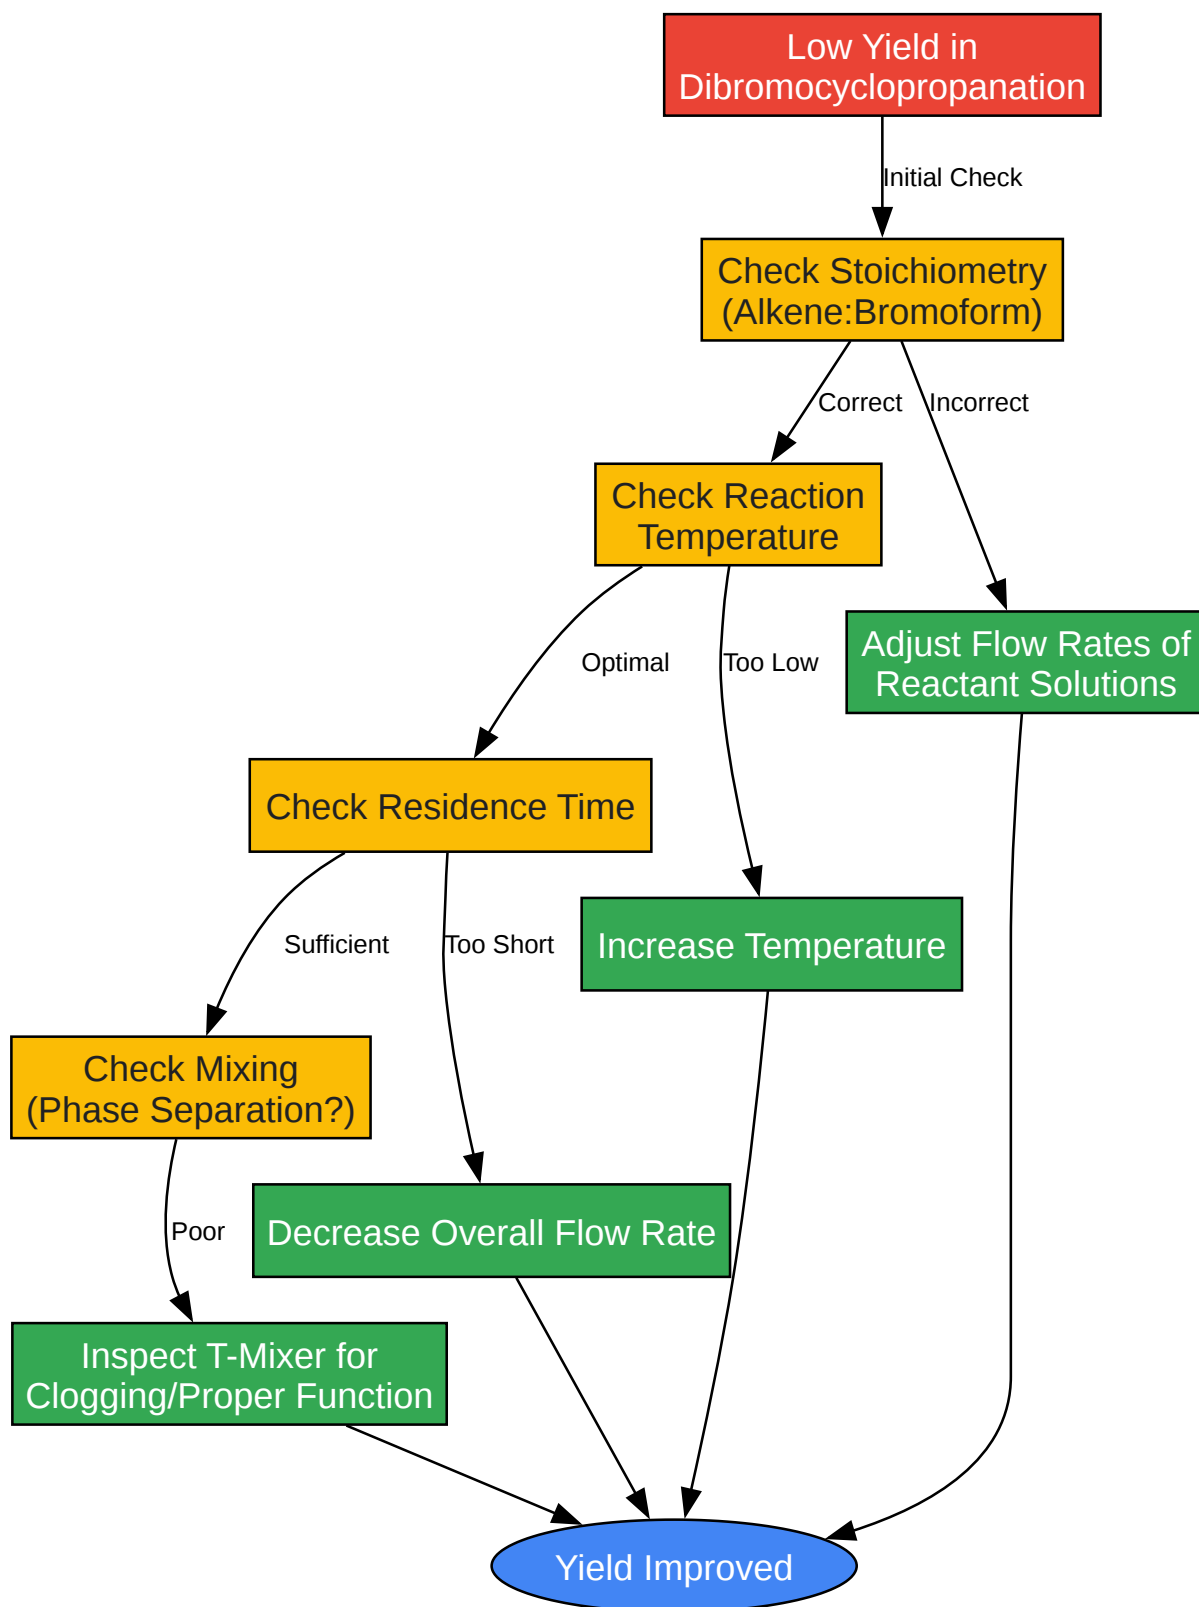 Low Yield in
Dibromocyclopropanation
Initial Check
Check Stoichiometry
(Alkene:Bromoform)
Correct
Incorrect
Check Reaction
Temperature
Adjust Flow Rates of
Reactant Solutions
Optimal
Too Low
Check Residence Time
Increase Temperature
Sufficient
Too Short
Check Mixing
(Phase Separation?)
Decrease Overall Flow Rate
Poor
Inspect T-Mixer for
Clogging/Proper Function
Yield Improved